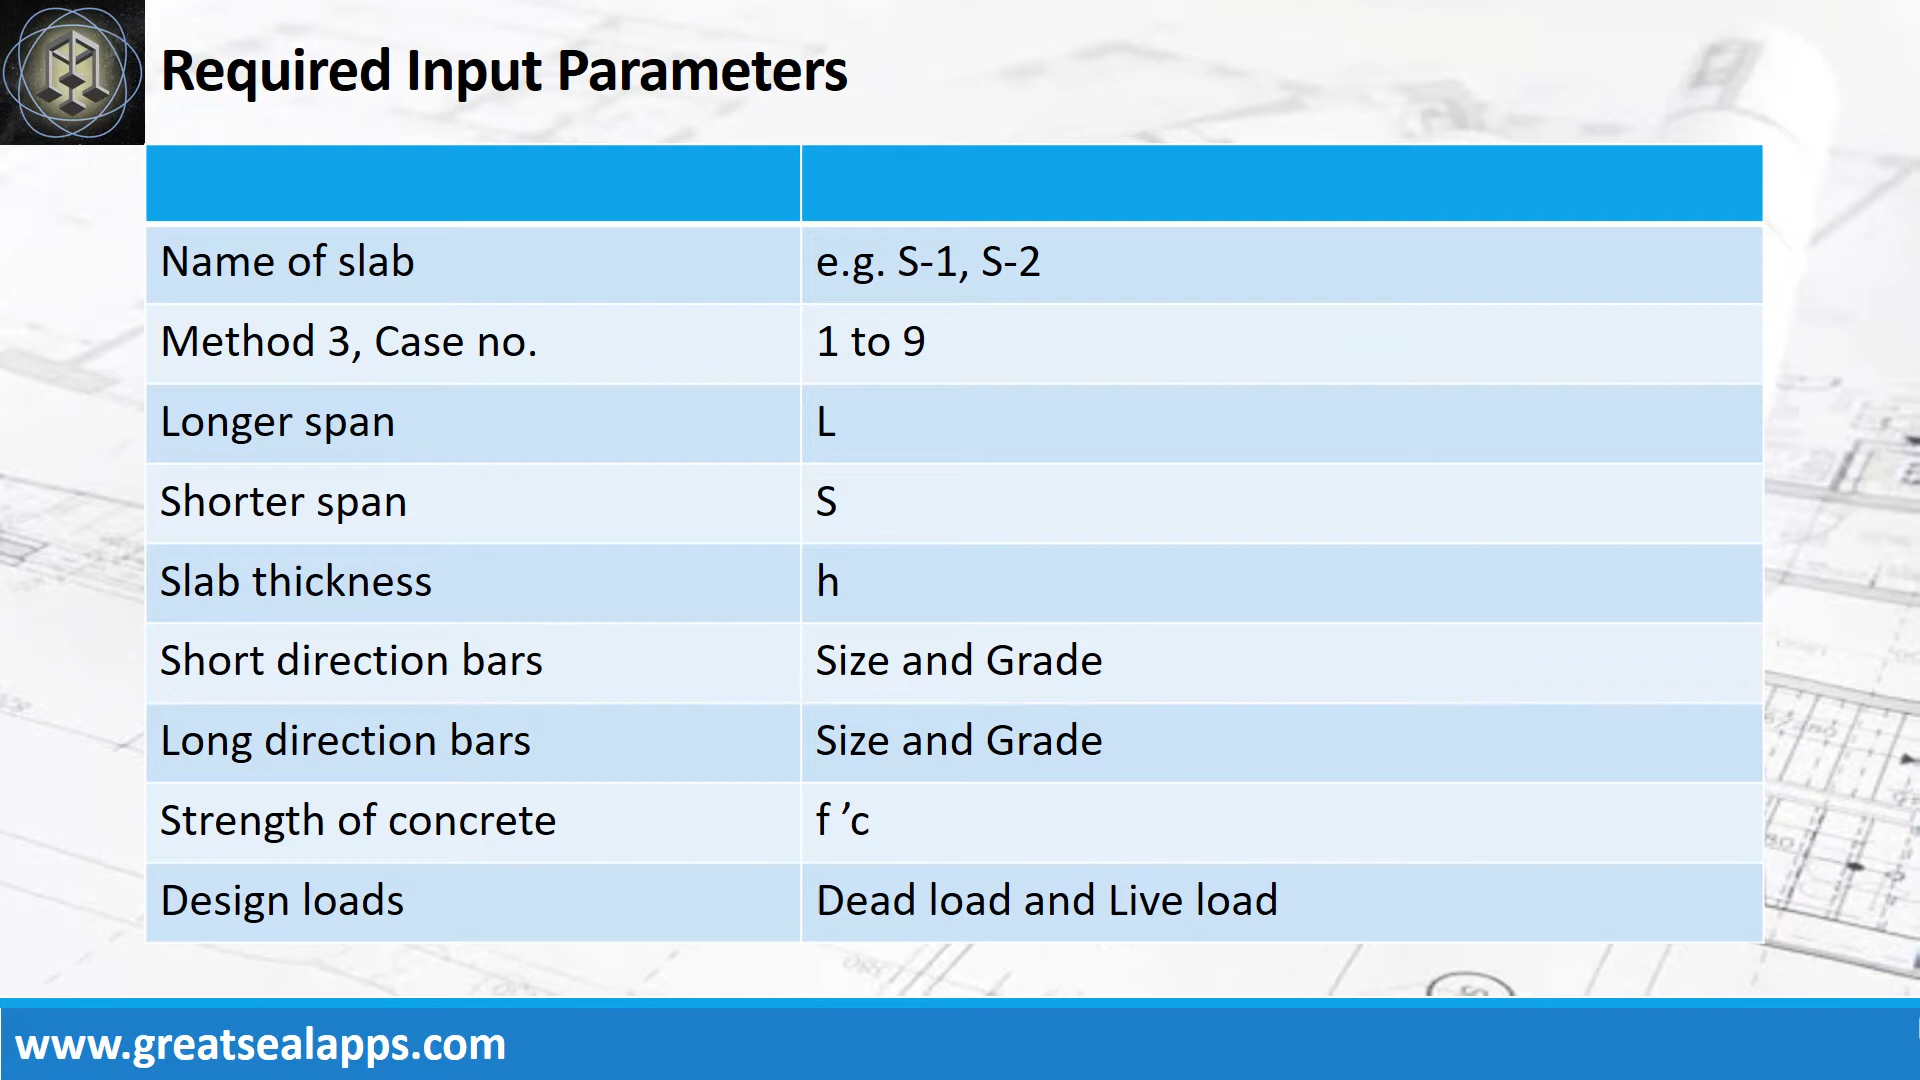 Required Input Parameters
Name of slab e.g. S-1, S-2
Method 3, Case no. 1 to 9
Longer span L
Shorter span S
Slab thickness h
Short direction bars Size and Grade
Long direction bars Size and Grade
Strength of concrete f ’c
Design loads Dead load and Live load
www.greatsealapps.com